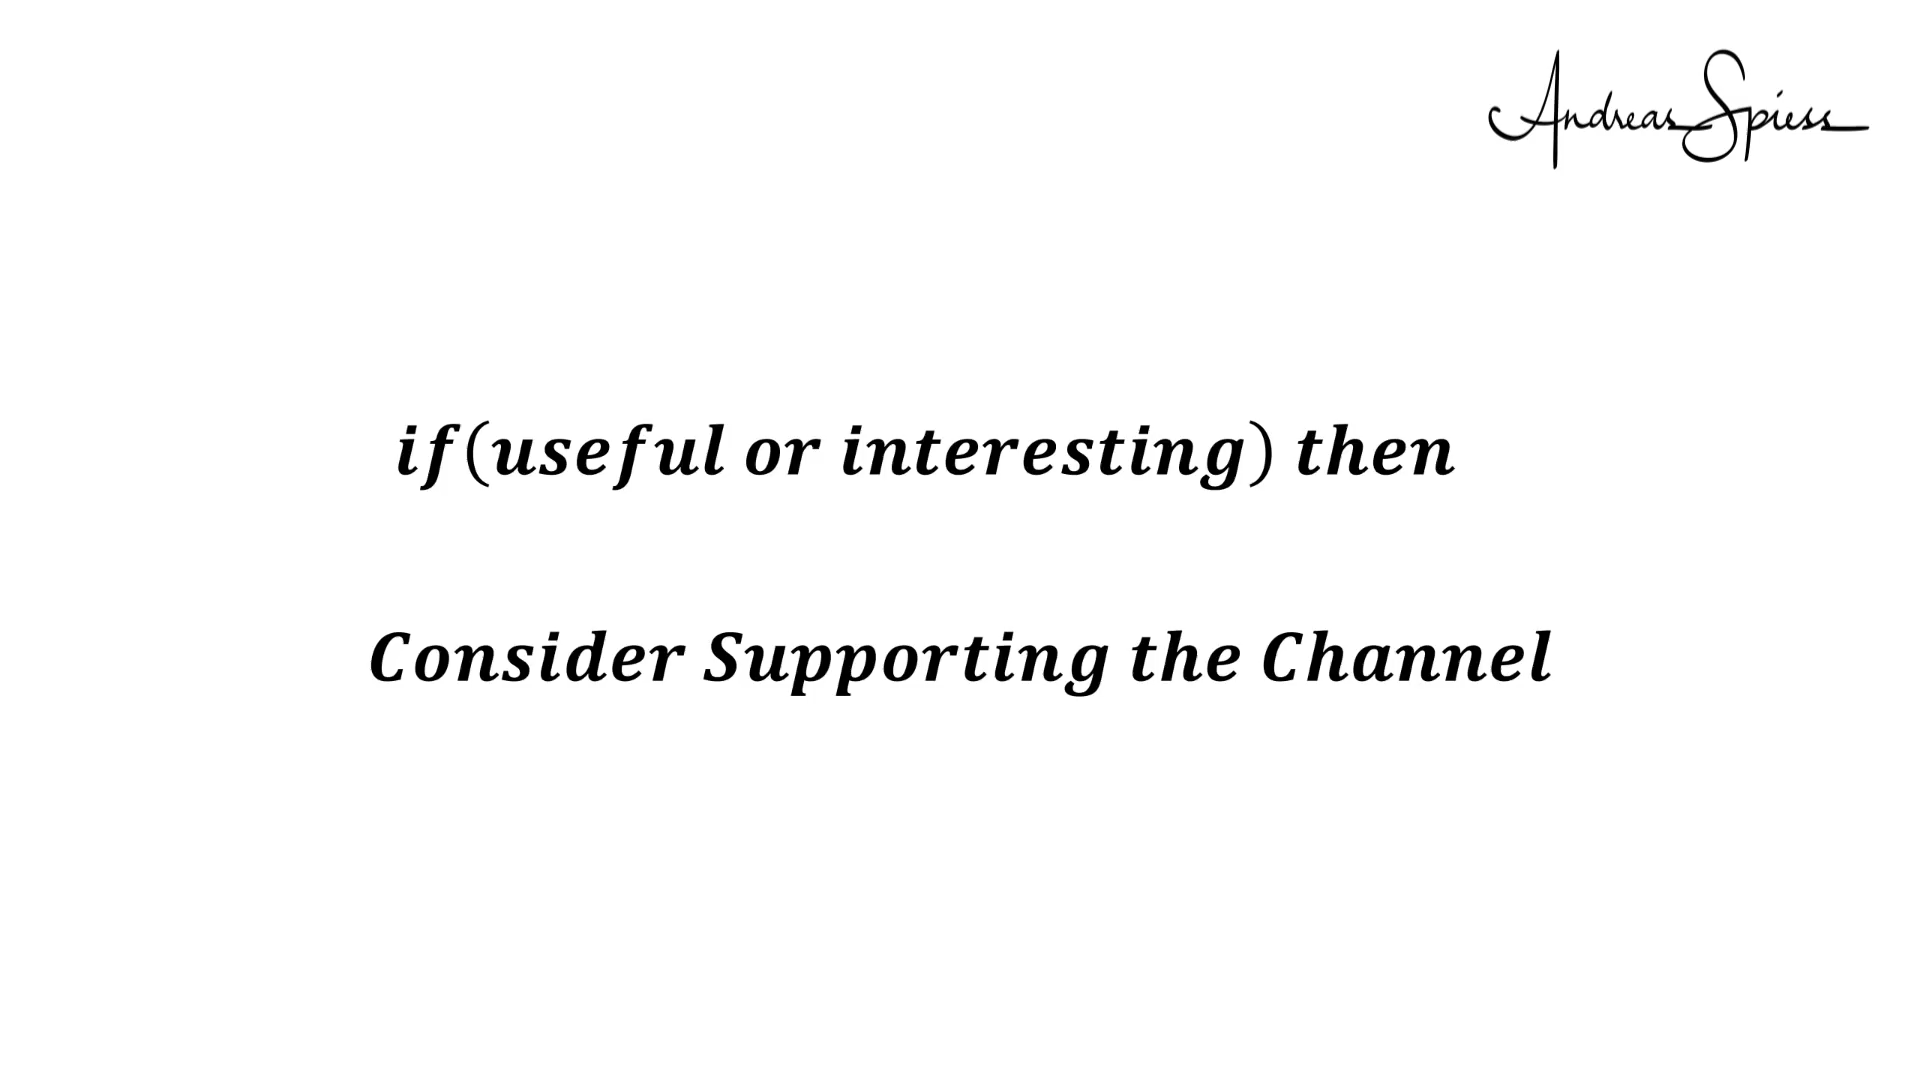 Andreas Spiess
if(useful or interesting) then
Consider Supporting the Channel